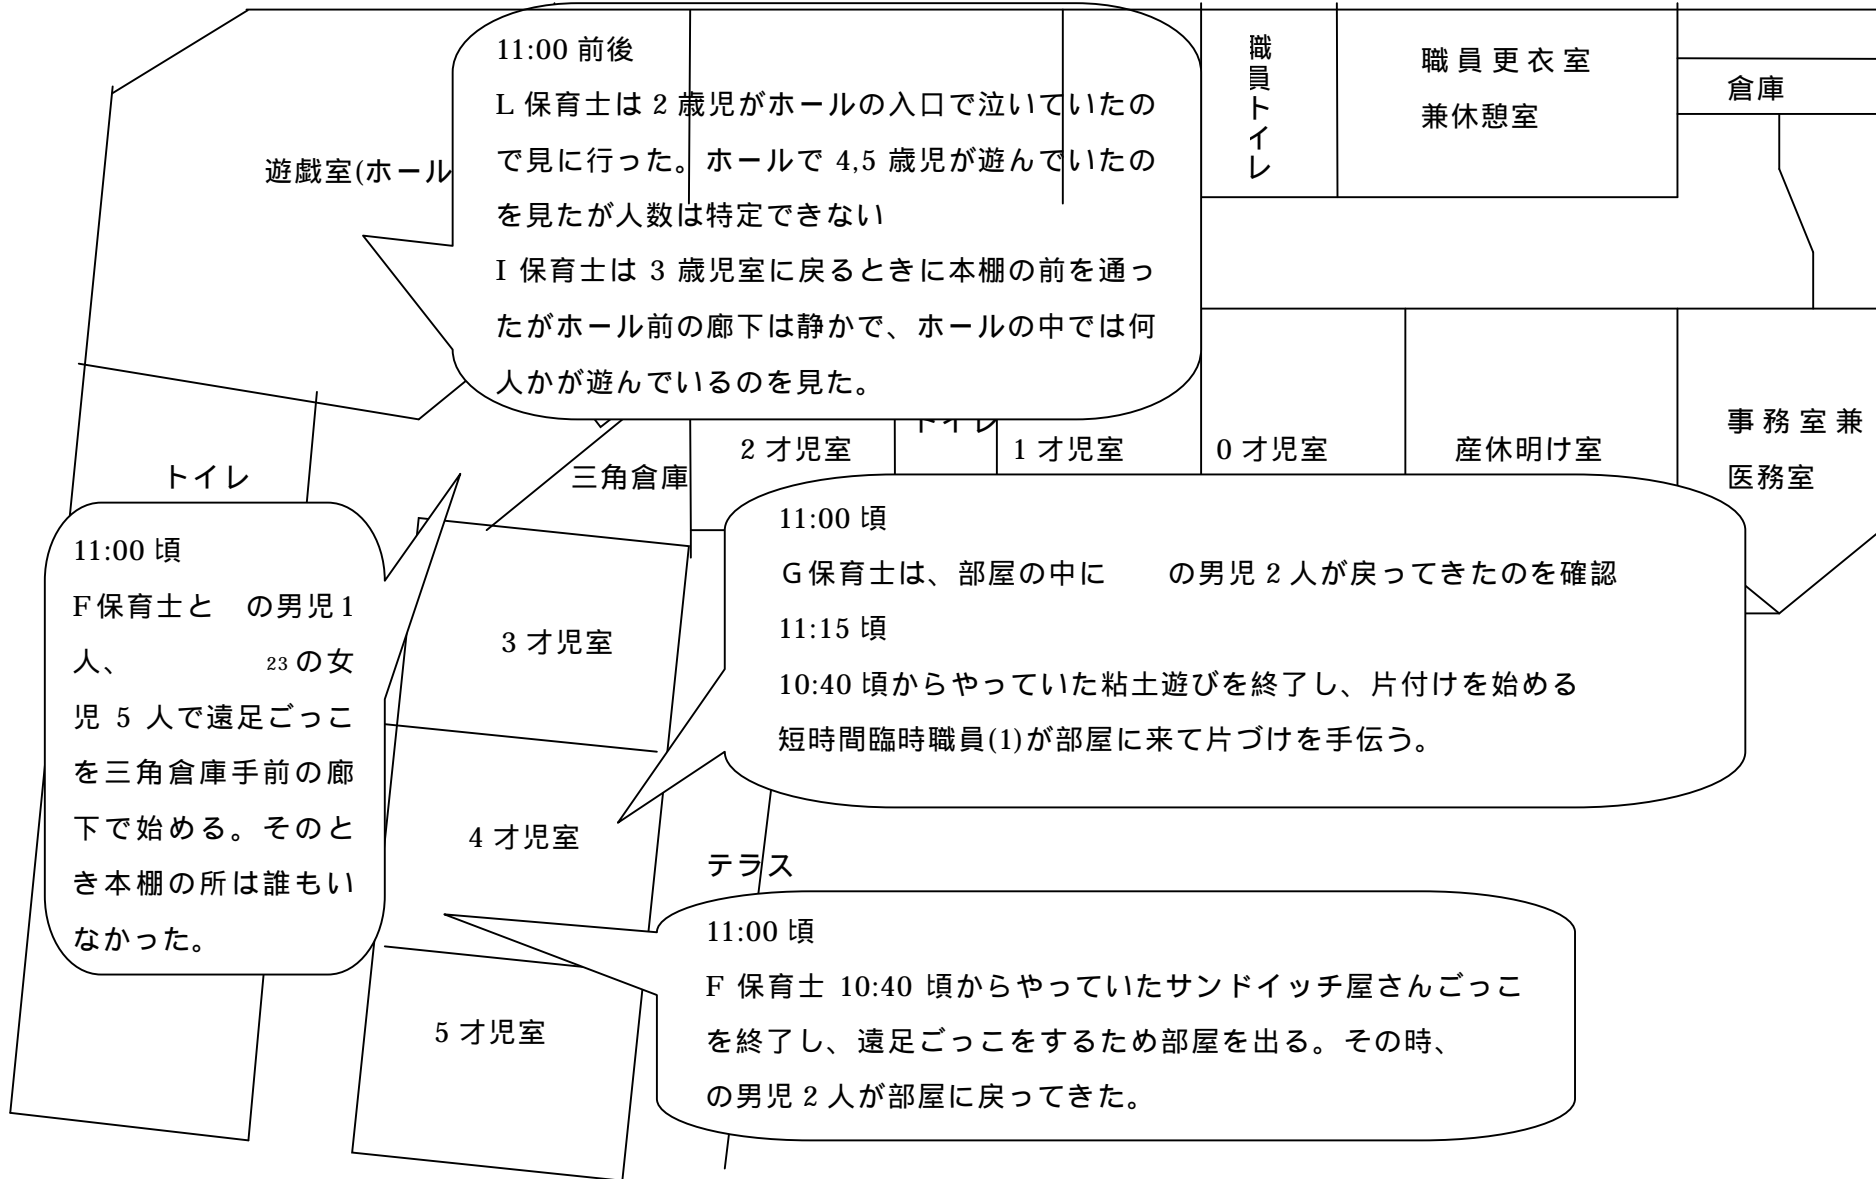 11:00 前後
L 保育士は 2 歳児がホールの入口で泣いていたの
で見に行った。ホールで 4,5 歳児が遊んでいたの
を見たが人数は特定できない
I 保育士は 3 歳児室に戻るときに本棚の前を通っ
たがホール前の廊下は静かで、ホールの中では何
人かが遊んでいるのを見た。
職員トイレ
職員更衣室
兼休憩室
倉庫
遊戯室(ホール
トイレ
三角倉庫
2 才児室
トイレ
1 才児室
0 才児室
産休明け室
事務室兼
医務室
11:00 頃
F保育士と の男児1
人、 23の女
児 5 人で遠足ごっこ
を三角倉庫手前の廊
下で始める。そのと
き本棚の所は誰もい
なかった。
11:00 頃
G保育士は、部屋の中に の男児 2 人が戻ってきたのを確認
11:15 頃
10:40 頃からやっていた粘土遊びを終了し、片付けを始める
短時間臨時職員(1)が部屋に来て片づけを手伝う。
3 才児室
4 才児室
テラス
5 才児室
11:00 頃
F 保育士 10:40 頃からやっていたサンドイッチ屋さんごっこ
を終了し、遠足ごっこをするため部屋を出る。その時、
の男児 2 人が部屋に戻ってきた。